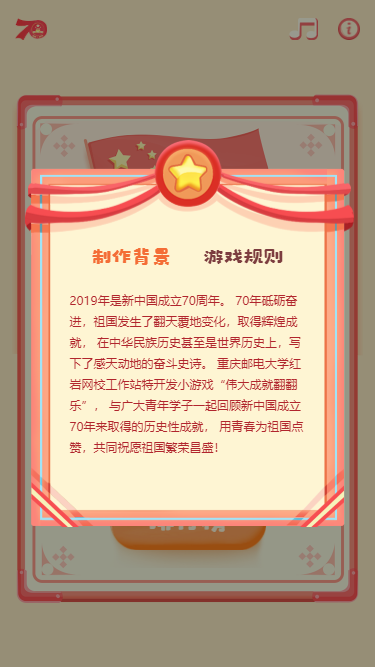 70
制作背景 游戏规则
2019年是新中国成立70周年。 70年砥砺奋
进，祖国发生了翻天覆地变化，取得辉煌成
就， 在中华民族历史甚至是世界历史上，写
下了感天动地的奋斗史诗。 重庆邮电大学红
岩网校工作站特开发小游戏“伟大成就翻翻
乐”， 与广大青年学子一起回顾新中国成立
70年来取得的历史性成就， 用青春为祖国点
赞，共同祝愿祖国繁荣昌盛！